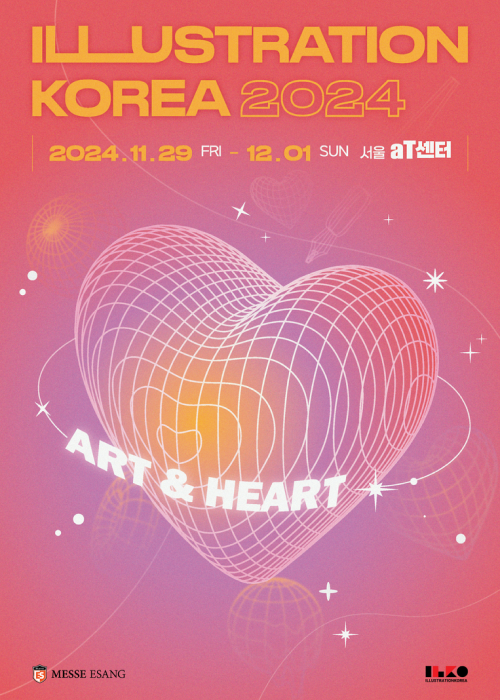 ILLUSTRATION
KOREA 2024
2024.11.29 FRI – 12.01 SUN 서울 aT센터
ART & HEART
MESSE ESANG
ILKO
ILLUSTRATIONKOREA